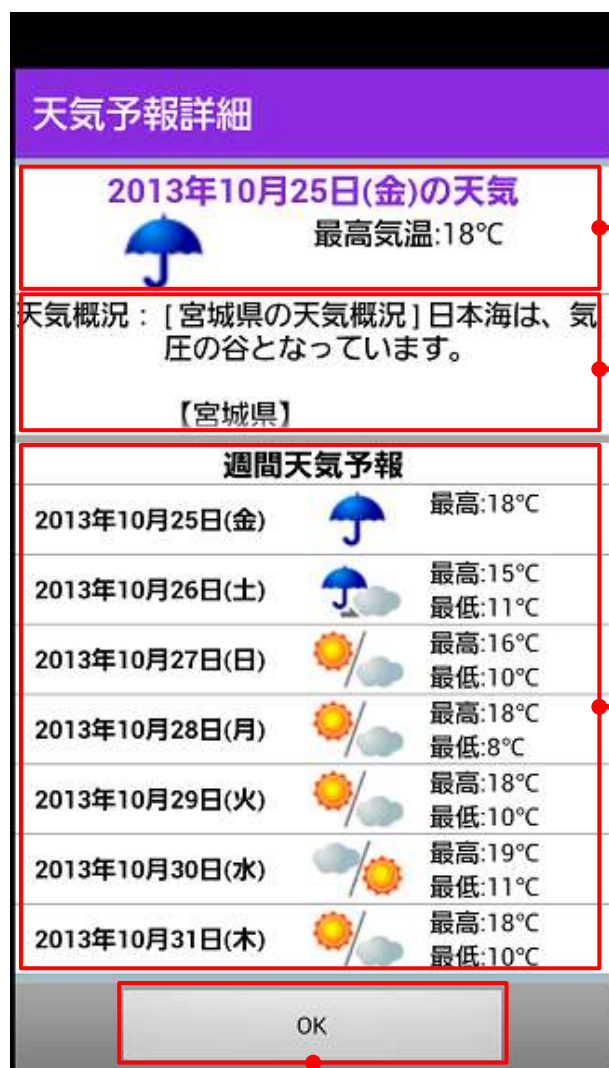 天気予報詳細
2013年10月25日(金)の天気
最高気温:18℃
天気概況： [ 宮城県の天気概況 ] 日本海は、気
圧の谷となっています。
【宮城県】
週間天気予報
2013年10月25日(金) 最高:18℃
2013年10月26日(土) 最高:15℃
最低:11℃
2013年10月27日(日) 最高:16℃
最低:10℃
2013年10月28日(月) 最高:18℃
最低:8℃
2013年10月29日(火) 最高:18℃
最低:10℃
2013年10月30日(水) 最高:19℃
最低:11℃
2013年10月31日(木) 最高:18℃
最低:10℃
OK